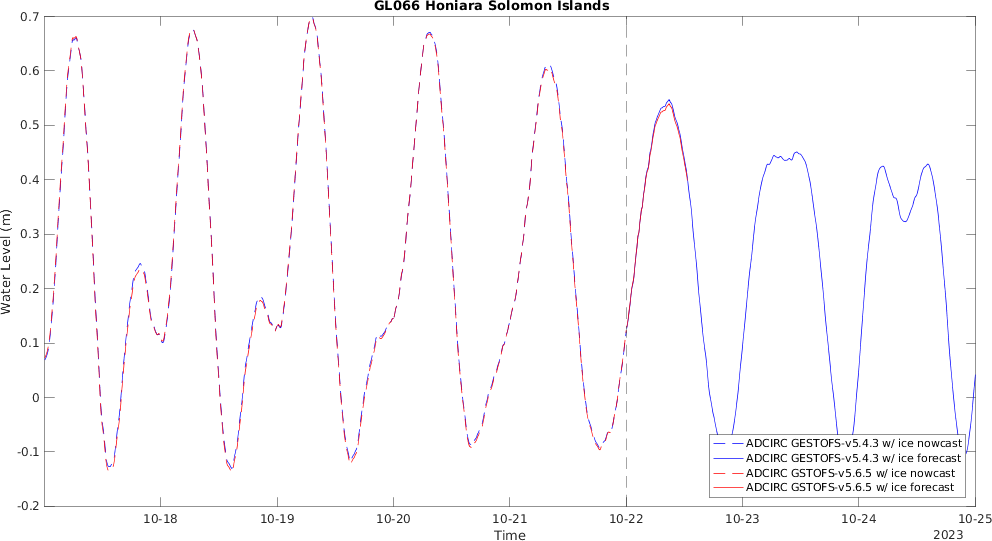 GL066 Honiara Solomon Islands
0.7
0.6
0.5
0.4
0.3
0.2
0.1
0
-0.1
-0.2
Water Level (m)
ADCIRC GESTOFS-v5.4.3 w/ ice nowcast
ADCIRC GESTOFS-v5.4.3 w/ ice forecast
ADCIRC GSTOFS-v5.6.5 w/ ice nowcast
ADCIRC GSTOFS-v5.6.5 w/ ice forecast
10-18 10-19 10-20 10-21 10-22 10-23 10-24 10-25
Time
2023